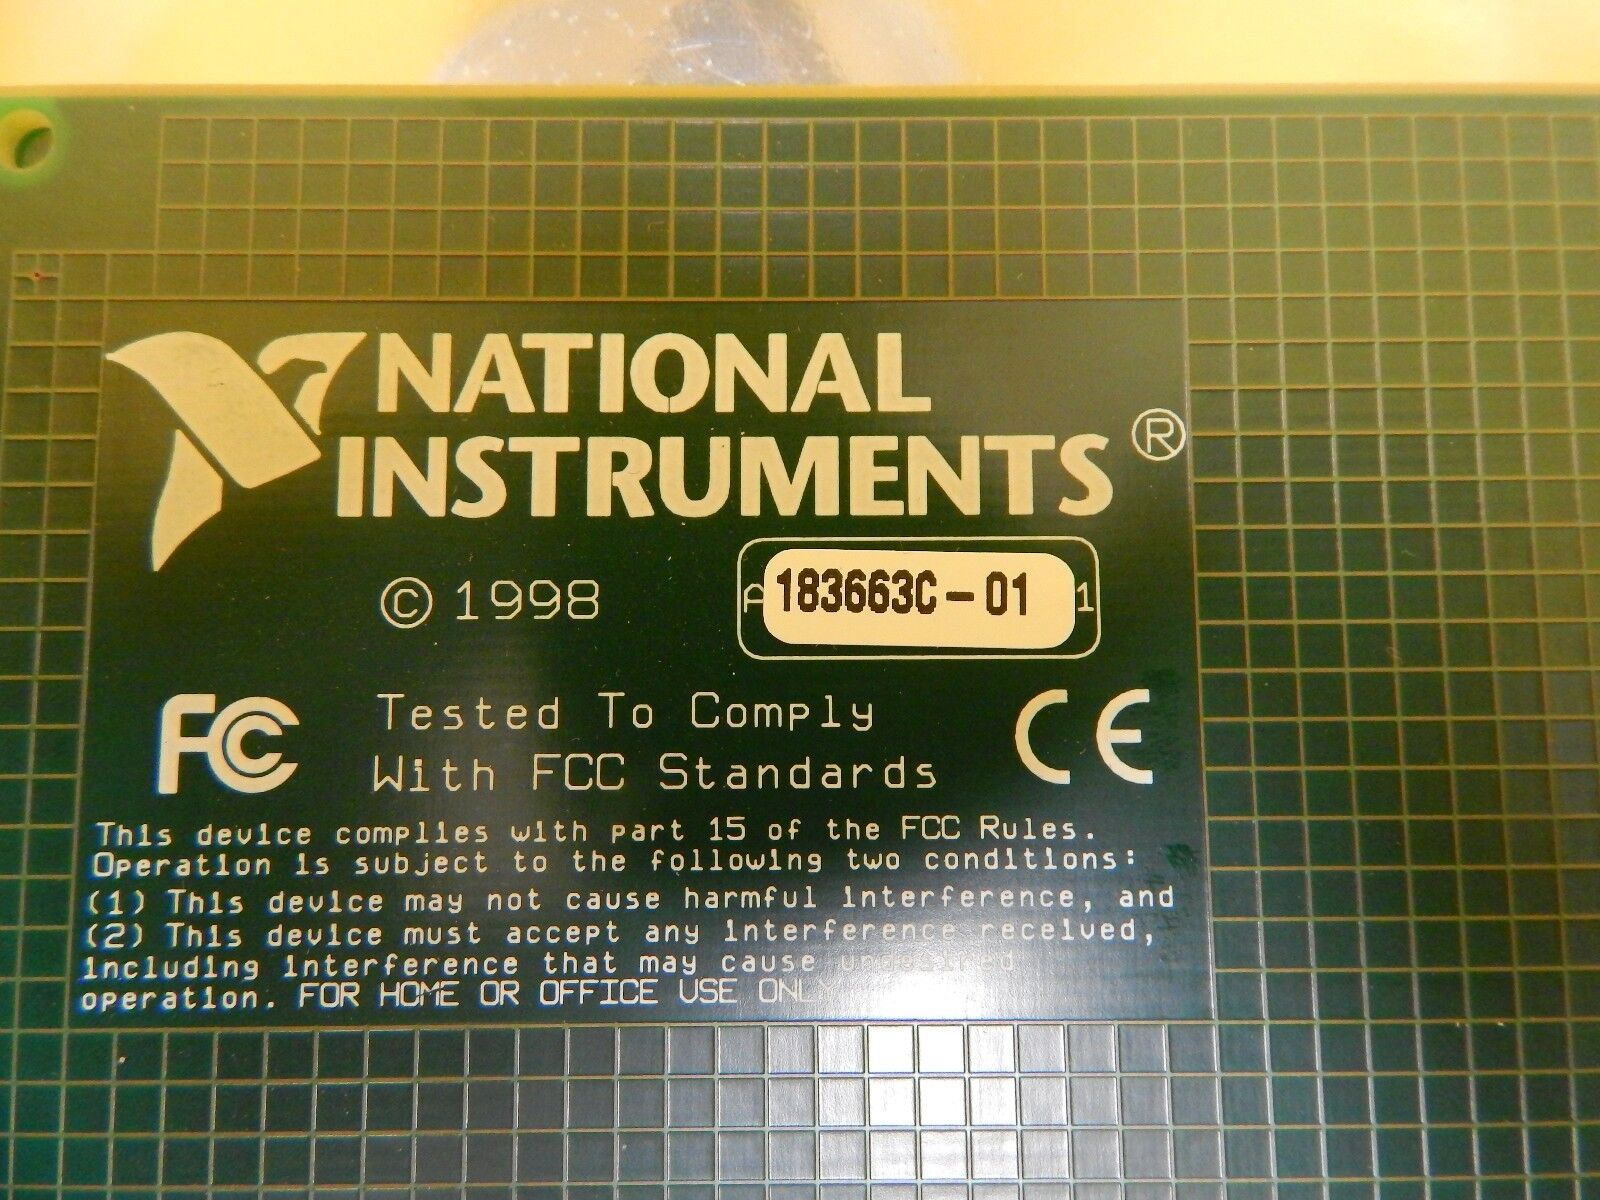 NATIONAL
INSTRUMENTS ®
© 1998
183663C-01 1
FC Tested To Comply
With FCC Standards CE
This device complies with part 15 of the FCC Rules.
Operation is subject to the following two conditions:
(1) This device may not cause harmful interference, and
(2) This device must accept any interference received,
including interference that may cause undesired
operation. FOR HOME OR OFFICE USE ONLY